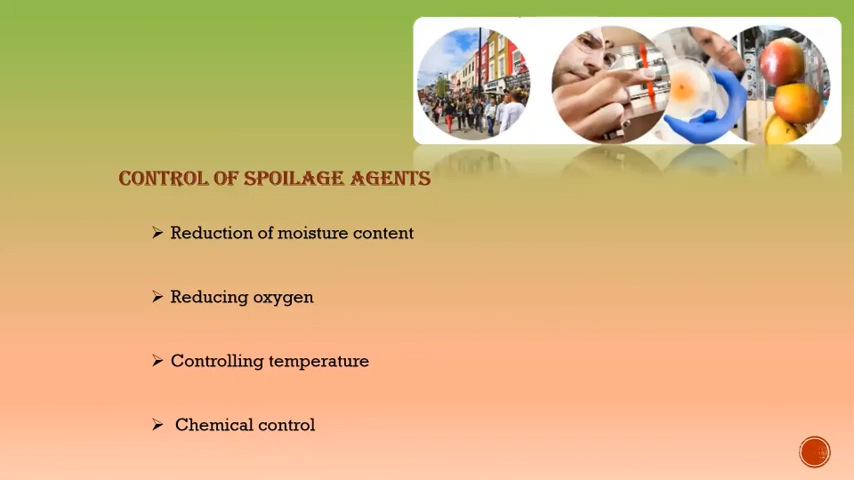 CONTROL OF SPOILAGE AGENTS
➢ Reduction of moisture content
➢ Reducing oxygen
➢ Controlling temperature
➢ Chemical control